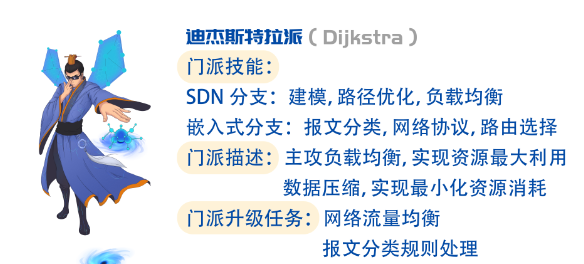 迪杰斯特拉派（Dijkstra）
门派技能：
SDN 分支：建模, 路径优化, 负载均衡
嵌入式分支：报文分类, 网络协议, 路由选择
门派描述：主攻负载均衡, 实现资源最大利用
数据压缩, 实现最小化资源消耗
门派升级任务：网络流量均衡
报文分类规则处理